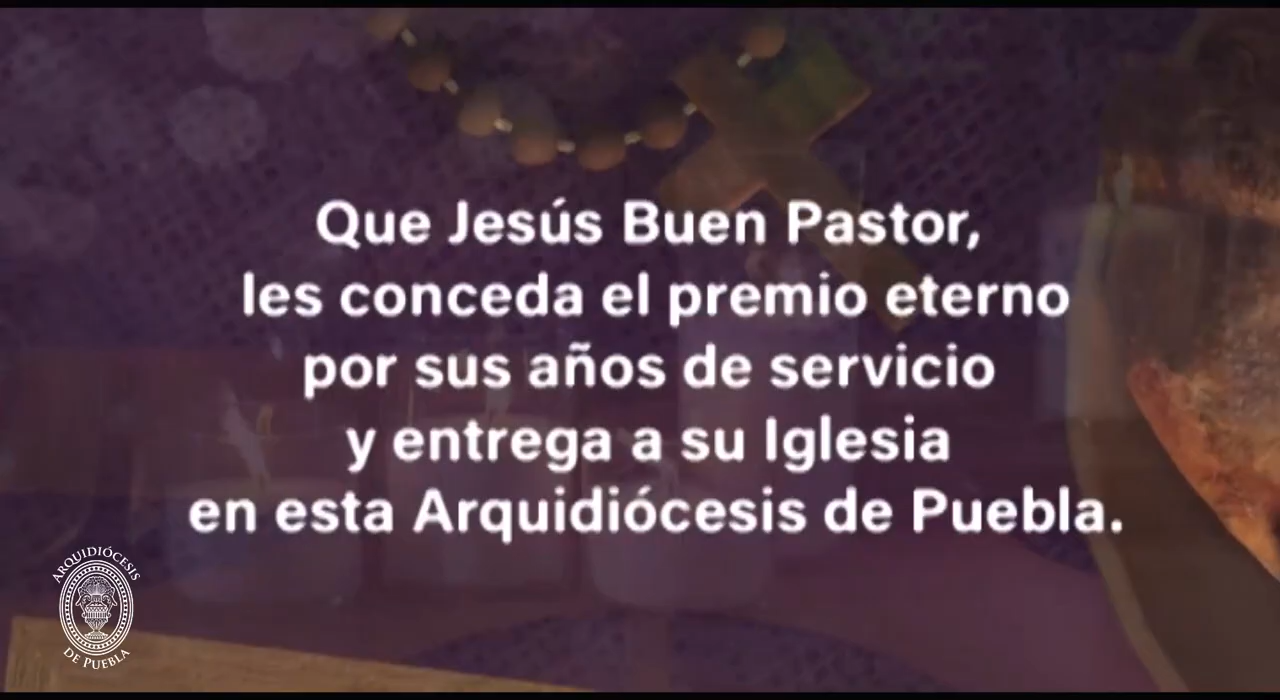 Que Jesús Buen Pastor,
les conceda el premio eterno
por sus años de servicio
y entrega a su Iglesia
en esta Arquidiócesis de Puebla.
ARQUIDIÓCESIS
DE PUEBLA